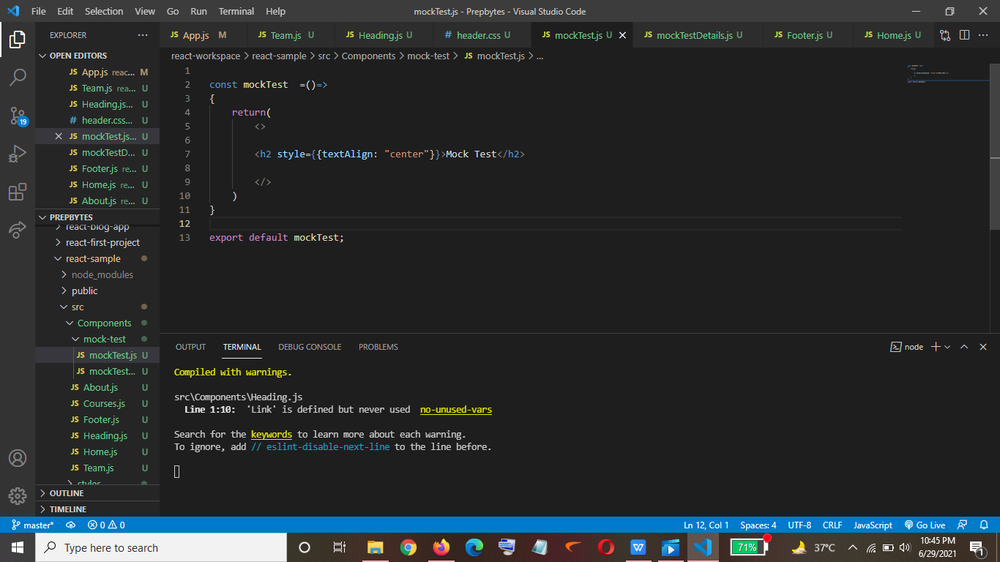 File Edit Selection View Go Run Terminal Help mockTest.js - Prepbytes - Visual Studio Code
EXPLORER
OPEN EDITORS
JS App.js reac... M
JS Team.js rea... U
JS Heading.js... U
# header.css... U
JS mockTest.js... U
JS mockTestD... U
JS Footer.js re... U
JS Home.js re... U
JS About.js re... U
PREPBYTES
react-blog-app
react-first-project
react-sample
node_modules
public
src
Components
mock-test
JS mockTest.js U
JS mockTest... U
JS About.js U
JS Courses.js U
JS Footer.js U
JS Heading.js U
JS Home.js U
JS Team.js U
styles
OUTLINE
TIMELINE
19
JS App.js M JS Team.js U JS Heading.js U # header.css U JS mockTest.js U JS mockTestDetails.js U JS Footer.js U JS Home.js U
react-workspace > react-sample > src > Components > mock-test > JS mockTest.js > ...
1
2 const mockTest  =()=>
3 {
4     return(
5         <>
6
7         <h2 style={{textAlign: "center"}}>Mock Test</h2>
8
9         </>
10     )
11 }
12
13 export default mockTest;
OUTPUT TERMINAL DEBUG CONSOLE PROBLEMS node
Compiled with warnings.
src\Components\Heading.js
Line 1:10:  'Link' is defined but never used  no-unused-vars
Search for the keywords to learn more about each warning.
To ignore, add // eslint-disable-next-line to the line before.
master* 0 0 Ln 12, Col 1 Spaces: 4 UTF-8 CRLF JavaScript Go Live
Type here to search W 71% 37°C 10:45 PM
6/29/2021 1